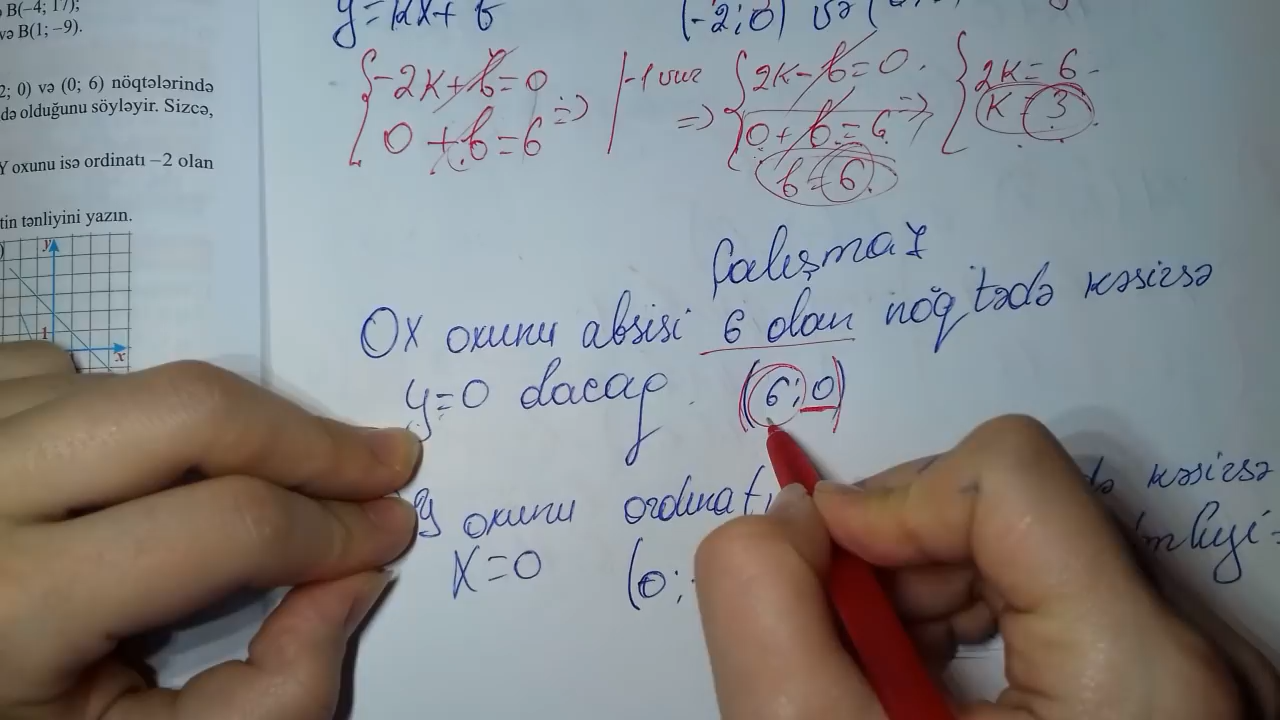 B(−4; 17);
və B(1; −9).
2; 0) və (0; 6) nöqtələrində
də olduğunu söyləyir. Sizcə,
Y oxunu isə ordinatı −2 olan
tin tənliyini yazın.
y
1
x
y=kx+b (-2;0) və (
-2k+b=0
0+b=6 => -1 vur
=> 2k-b=0
0+b=6 =>
b=6
2k=6
k=3
Çalışma 7
Ox oxunu absisi 6 olan nöqtədə kəsirsə
y=0 olacaq. (6;0)
oxunu ordinatı kəsirsə
x=0 (0;